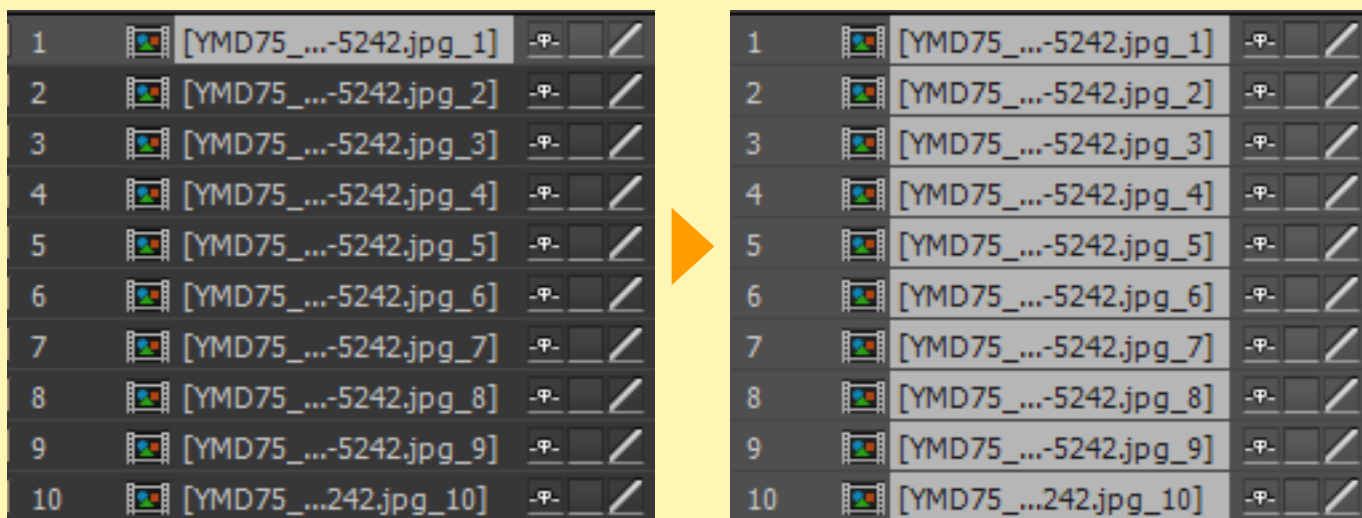 1 [YMD75_...-5242.jpg_1]
2 [YMD75_...-5242.jpg_2]
3 [YMD75_...-5242.jpg_3]
4 [YMD75_...-5242.jpg_4]
5 [YMD75_...-5242.jpg_5]
6 [YMD75_...-5242.jpg_6]
7 [YMD75_...-5242.jpg_7]
8 [YMD75_...-5242.jpg_8]
9 [YMD75_...-5242.jpg_9]
10 [YMD75_...242.jpg_10]
1 [YMD75_...-5242.jpg_1]
2 [YMD75_...-5242.jpg_2]
3 [YMD75_...-5242.jpg_3]
4 [YMD75_...-5242.jpg_4]
5 [YMD75_...-5242.jpg_5]
6 [YMD75_...-5242.jpg_6]
7 [YMD75_...-5242.jpg_7]
8 [YMD75_...-5242.jpg_8]
9 [YMD75_...-5242.jpg_9]
10 [YMD75_...242.jpg_10]